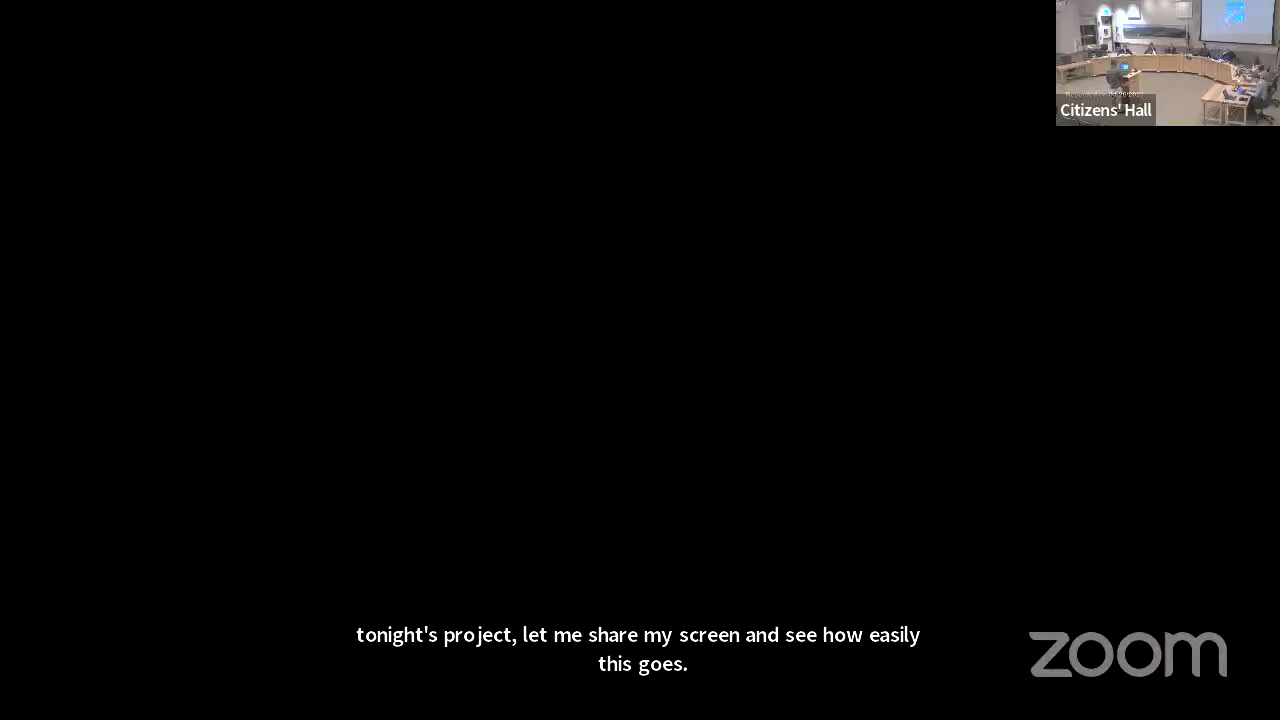 Citizens' Hall
tonight's project, let me share my screen and see how easily
this goes.
zoom